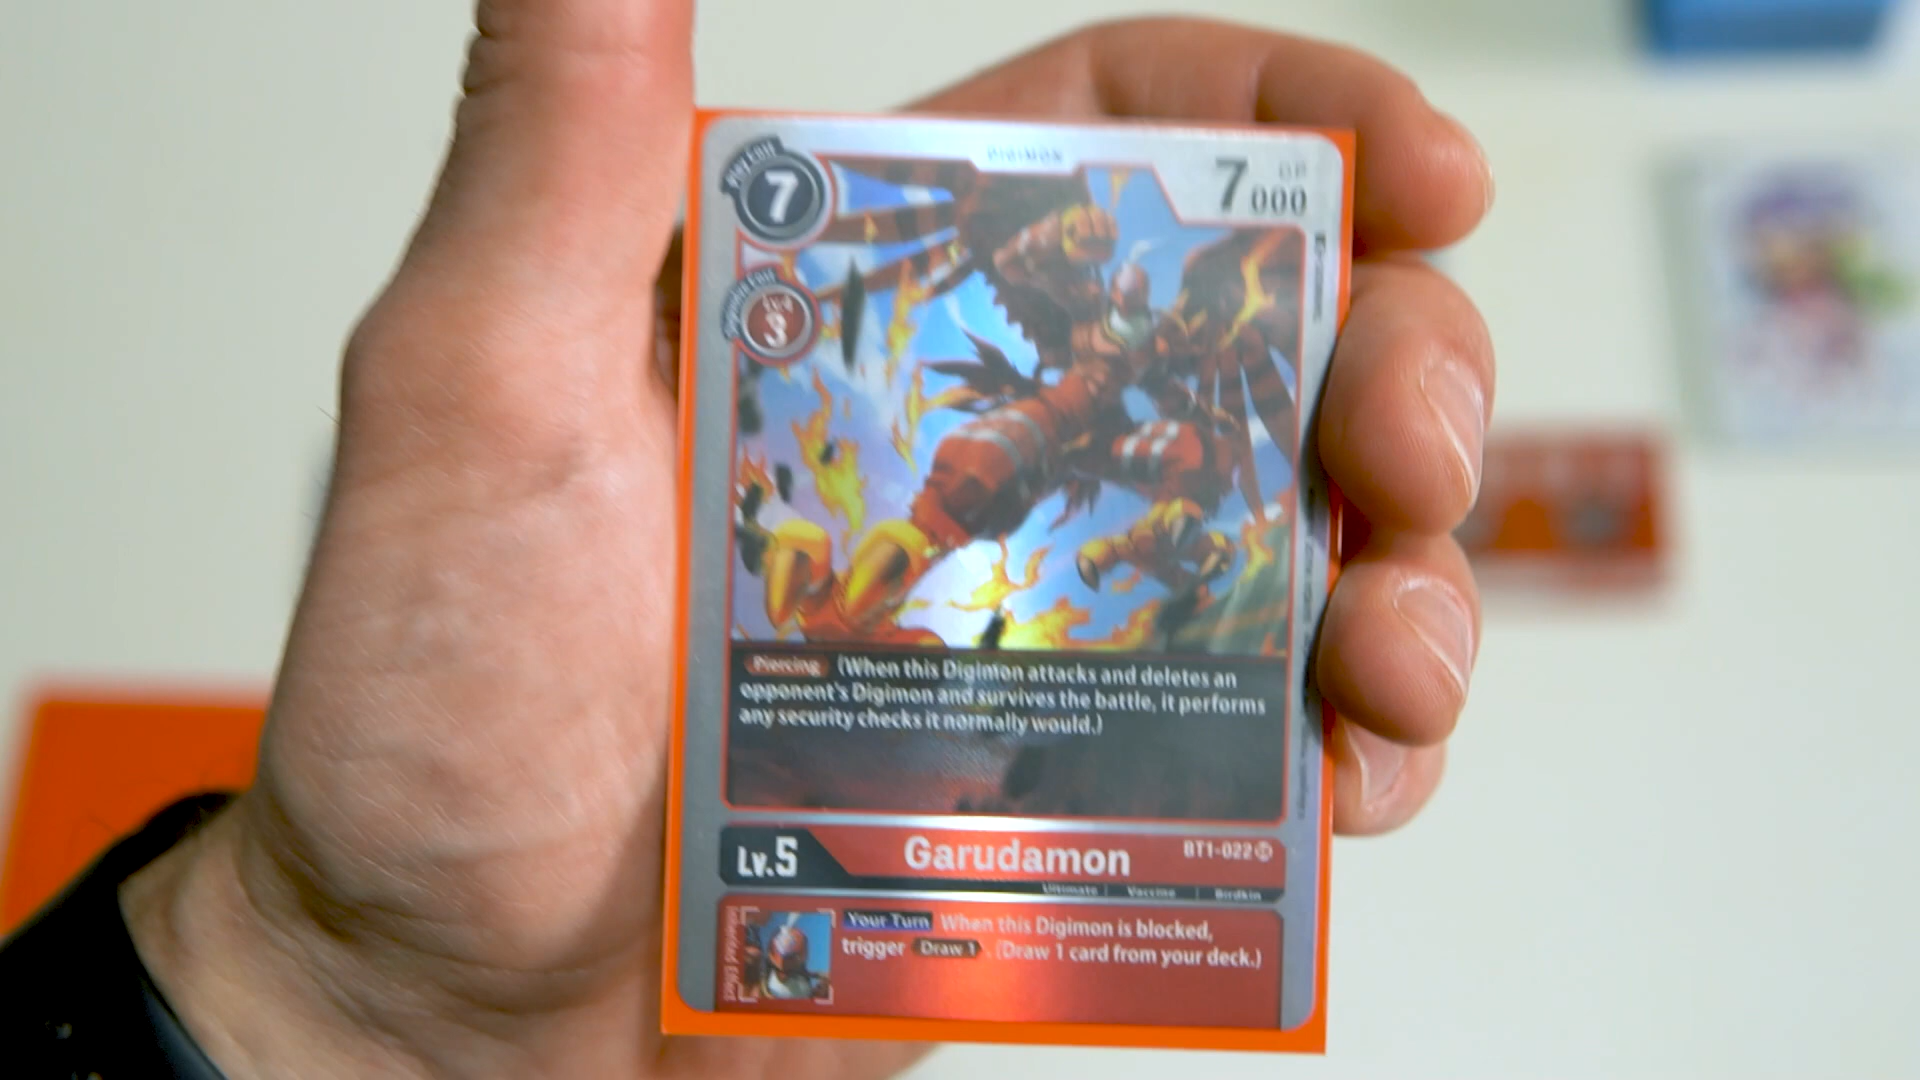 DIGIMON
Play Cost
7
DP
7000
Lv.4
3
Piercing (When this Digimon attacks and deletes an
opponent's Digimon and survives the battle, it performs
any security checks it normally would.)
Lv.5
Garudamon
BT1-022
Ultimate | Vaccine | Birdkin
Inherited Effect
Your Turn When this Digimon is blocked,
trigger Draw 1. (Draw 1 card from your deck.)